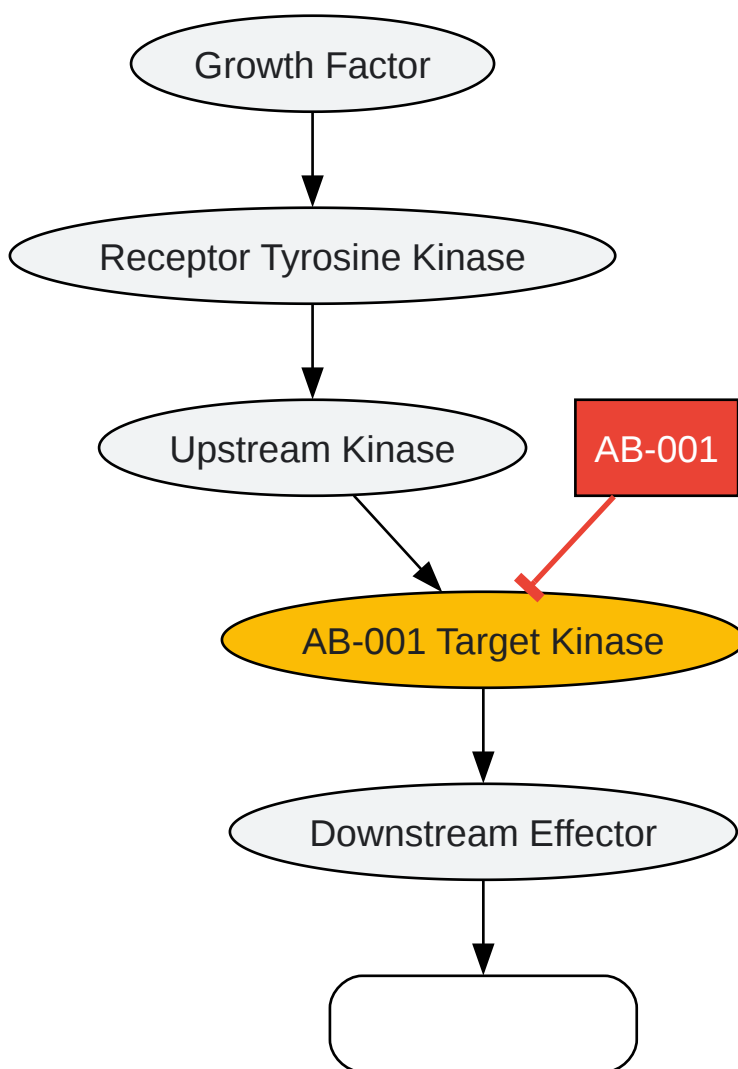 Growth Factor
Receptor Tyrosine Kinase
Upstream Kinase
AB-001
AB-001 Target Kinase
Downstream Effector